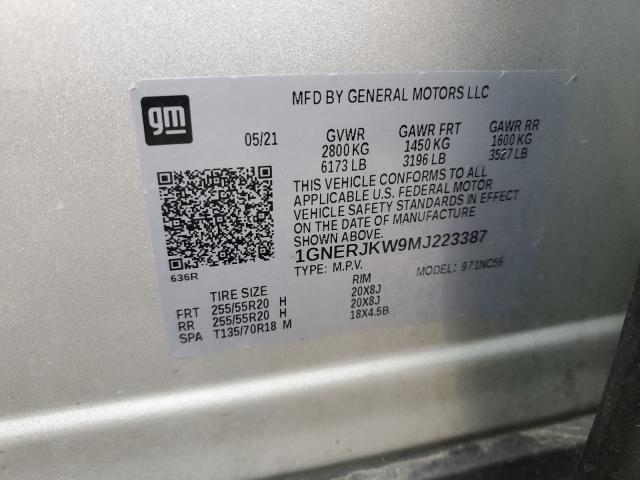 gm
MFD BY GENERAL MOTORS LLC
05/21 GVWR GAWR FRT GAWR RR
2800 KG 1450 KG 1600 KG
6173 LB 3196 LB 3527 LB
THIS VEHICLE CONFORMS TO ALL
APPLICABLE U.S. FEDERAL MOTOR
VEHICLE SAFETY STANDARDS IN EFFECT
ON THE DATE OF MANUFACTURE
SHOWN ABOVE.
1GNERJKW9MJ223387
636R
TYPE: M.P.V. MODEL: 971NC56
TIRE SIZE RIM
FRT 255/55R20 H 20X8J
RR 255/55R20 H 20X8J
SPA T135/70R18 M 18X4.5B